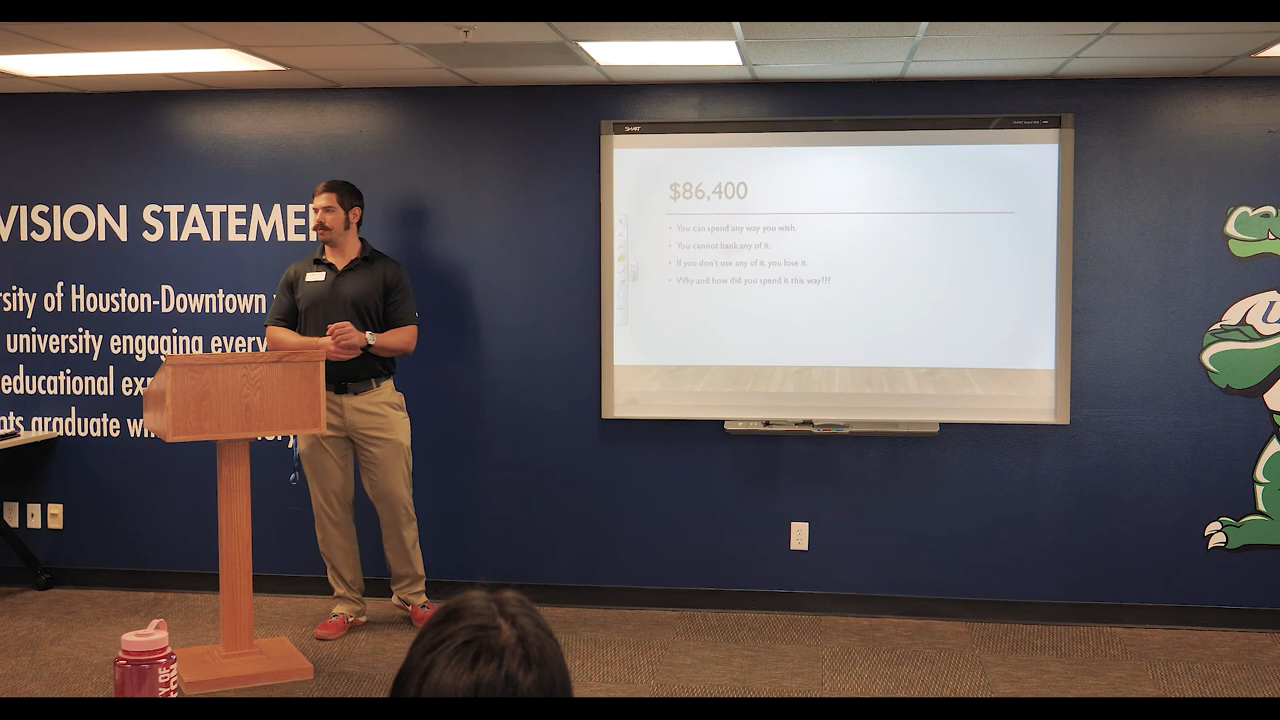 VISION STATEME
rsity of Houston-Downtown
university engaging every
educational ex
nts graduate w
SMART
$86,400
• You can spend any way you wish.
• You cannot bank any of it.
• If you don't use any of it, you lose it.
• Why and how did you spend it this way???